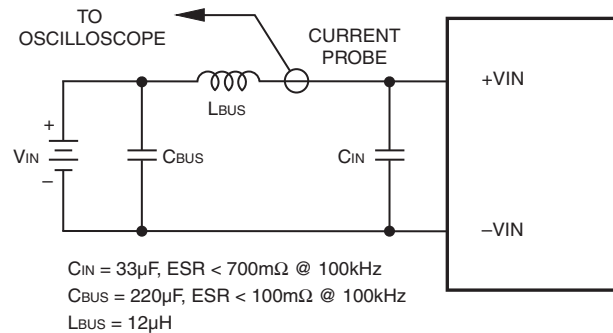 TO
OSCILLOSCOPE
CURRENT
PROBE
+VIN
LBUS
+
VIN
–
CBUS
CIN
–VIN
CIN = 33µF, ESR < 700mΩ @ 100kHz
CBUS = 220µF, ESR < 100mΩ @ 100kHz
LBUS = 12µH